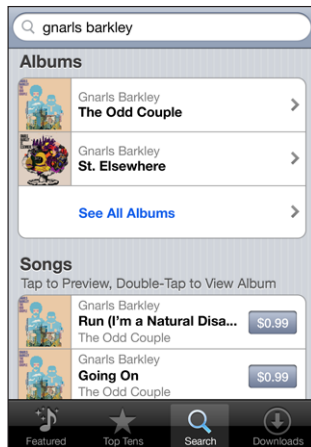 gnarls barkley
Albums
Gnarls Barkley
The Odd Couple
Gnarls Barkley
St. Elsewhere
See All Albums
Songs
Tap to Preview, Double-Tap to View Album
Gnarls Barkley
Run (I'm a Natural Disa...
$0.99
The Odd Couple
Gnarls Barkley
Going On
$0.99
The Odd Couple
Featured
Top Tens
Search
Downloads